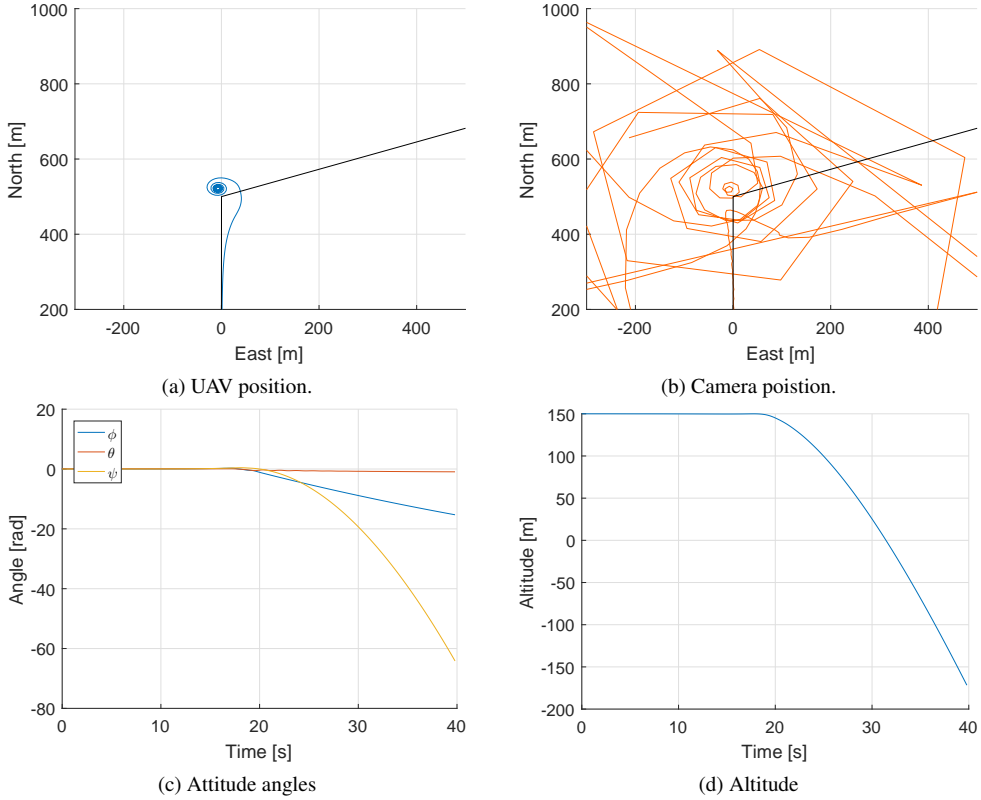 1000
800
600
400
200
North [m]
-200
0
200
400
East [m]
(a) UAV position.
1000
800
600
400
200
North [m]
-200
0
200
400
East [m]
(b) Camera poistion.
20
0
-20
-40
-60
-80
Angle [rad]
ϕ
θ
ψ
0
10
20
30
40
Time [s]
(c) Attitude angles
150
100
50
0
-50
-100
-150
-200
Altitude [m]
0
10
20
30
40
Time [s]
(d) Altitude